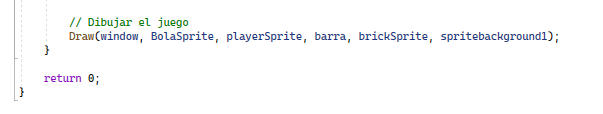 // Dibujar el juego
Draw(window, BolaSprite, playerSprite, barra, brickSprite, spritebackground1);
}
return 0;
}